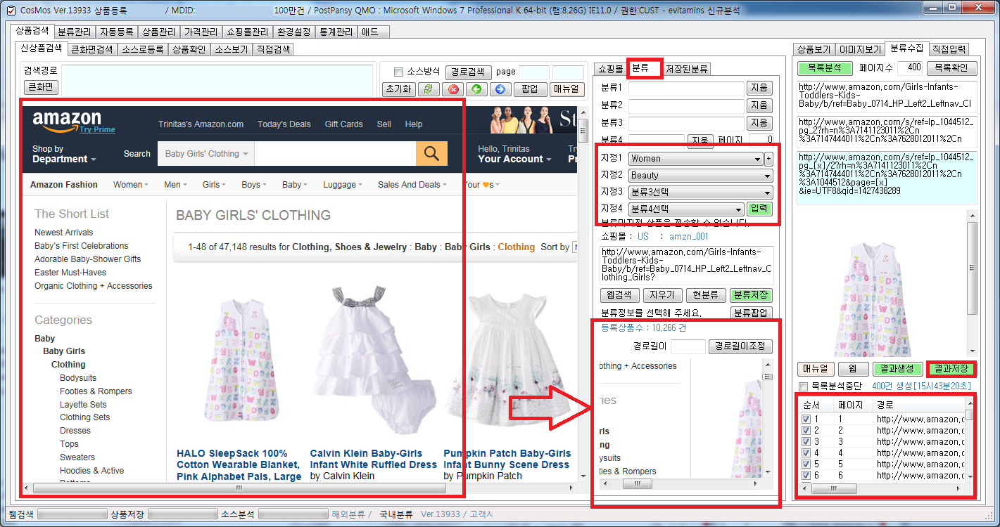 CosMos Ver.13933 상품등록 / MDID: 100만건 / PostPansy QMO : Microsoft Windows 7 Professional K 64-bit (램:8.26G) IE11.0 / 권한:CUST - evitamins 신규분석
상품검색 분류관리 자동등록 상품관리 가격관리 쇼핑몰관리 환경설정 통계관리 애드
신상품검색 큰화면검색 소스로등록 상품확인 소스보기 직접검색
검색경로
큰화면
소스방식 경로검색 page
초기화 팝업 매뉴얼
amazon
Try Prime
Trinitas's Amazon.com Today's Deals Gift Cards Sell Help
Shop by
Department
Search Baby Girls' Clothing
Hello, Trinitas
Your Account
Amazon Fashion Women Men Girls Boys Baby Luggage Sales And Deals Your s
The Short List
Newest Arrivals
Baby's First Celebrations
Adorable Baby-Shower Gifts
Easter Must-Haves
Organic Clothing + Accessories
Categories
Baby
Baby Girls
Clothing
Bodysuits
Footies & Rompers
Layette Sets
Clothing Sets
Dresses
Tops
Sweaters
Hoodies & Active
BABY GIRLS' CLOTHING
1-48 of 47,148 results for Clothing, Shoes & Jewelry : Baby : Baby Girls : Clothing Sort by
HALO SleepSack 100%
Cotton Wearable Blanket,
Pink Alphabet Pals, Large
Calvin Klein Baby-Girls
Infant White Ruffled Dress
by Calvin Klein
Pumpkin Patch Baby-Girls
Infant Bunny Scene Dress
by Pumpkin Patch
쇼핑몰 분류 저장된분류
분류1 지움
분류2 지움
분류3 지움
분류4 지움 페이지 0
지정1 Women +
지정2 Beauty
지정3 분류3선택
지정4 분류4선택 입력
분류미지정 상품을 전송할 수 없습니다.
쇼핑몰 : US : amzn_001
http://www.amazon.com/Girls-Infants-
Toddlers-Kids-
Baby/b/ref=Baby_0714_HP_Left2_Leftnav_C
lothing_Girls?
웹검색 지우기 현분류 분류저장
분류정보를 선택해 주세요. 분류팝업
등록상품수 : 10,266 건
경로길이 경로길이조정
othing + Accessories
ries
rls
ng
ysuits
ties & Rompers
상품보기 이미지보기 분류수집 직접입력
목록분석 페이지수 400 목록확인
http://www.amazon.com/Girls-Infants-
Toddlers-Kids-
Baby/b/ref=Baby_0714_HP_Left2_Leftnav_Cl
http://www.amazon.com/s/ref=lp_1044512_
pg_2?rh=n%3A7141123011%2Cn
%3A7147444011%2Cn%3A7628012011%2Cn
http://www.amazon.com/s/ref=lp_1044512_
pg_[x]/2?rh=n%3A7141123011%2Cn
%3A7147444011%2Cn%3A7628012011%2Cn
%3A1044512&page=[x]
&ie=UTF8&qid=1427438289
매뉴얼 웹 결과생성 결과저장
목록분석중단 400건 생성[15시43분20초]
순서 페이지 경로
1 1 http://www.amazon.c
2 2 http://www.amazon.c
3 3 http://www.amazon.c
4 4 http://www.amazon.c
5 5 http://www.amazon.c
6 6 http://www.amazon.c
웹검색 상품저장 소스분석 해외분류 / 국내분류 Ver.13933 / 고객시